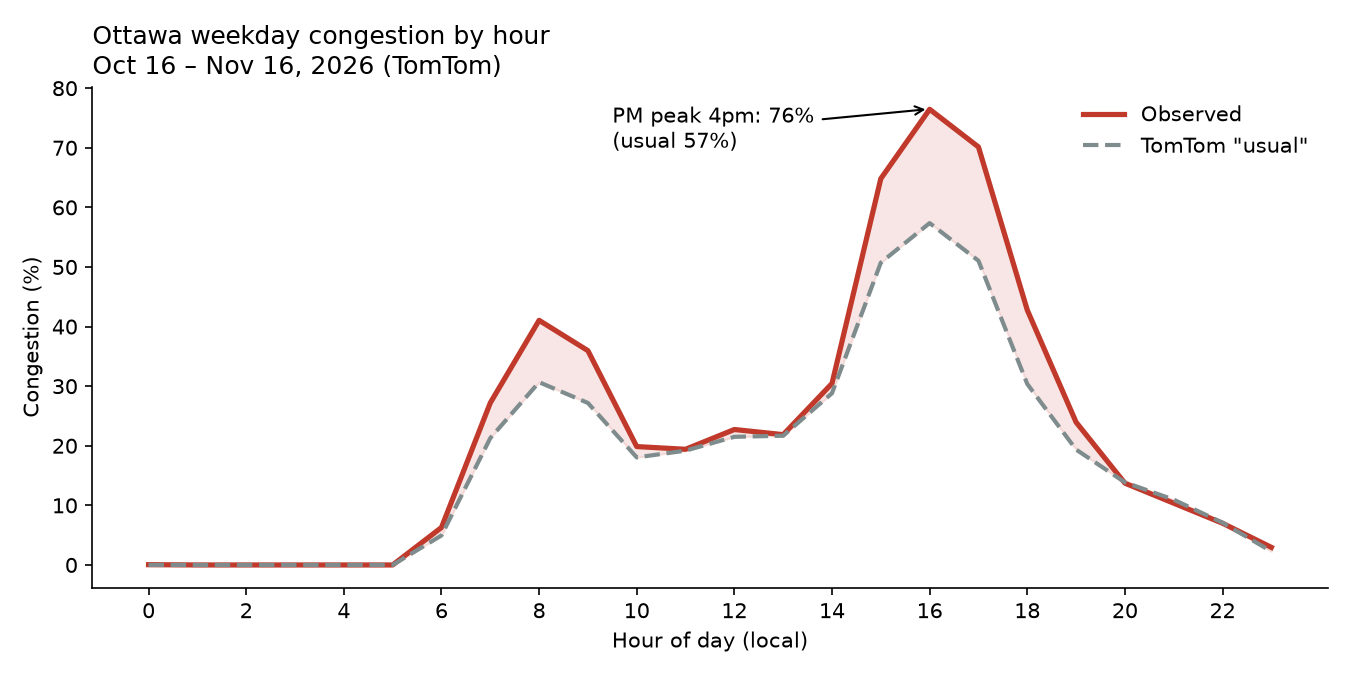 Ottawa weekday congestion by hour
Oct 16 – Nov 16, 2026 (TomTom)
80
70
60
50
40
30
20
10
0
Congestion (%)
PM peak 4pm: 76%
(usual 57%)
Observed
TomTom "usual"
0 2 4 6 8 10 12 14 16 18 20 22
Hour of day (local)